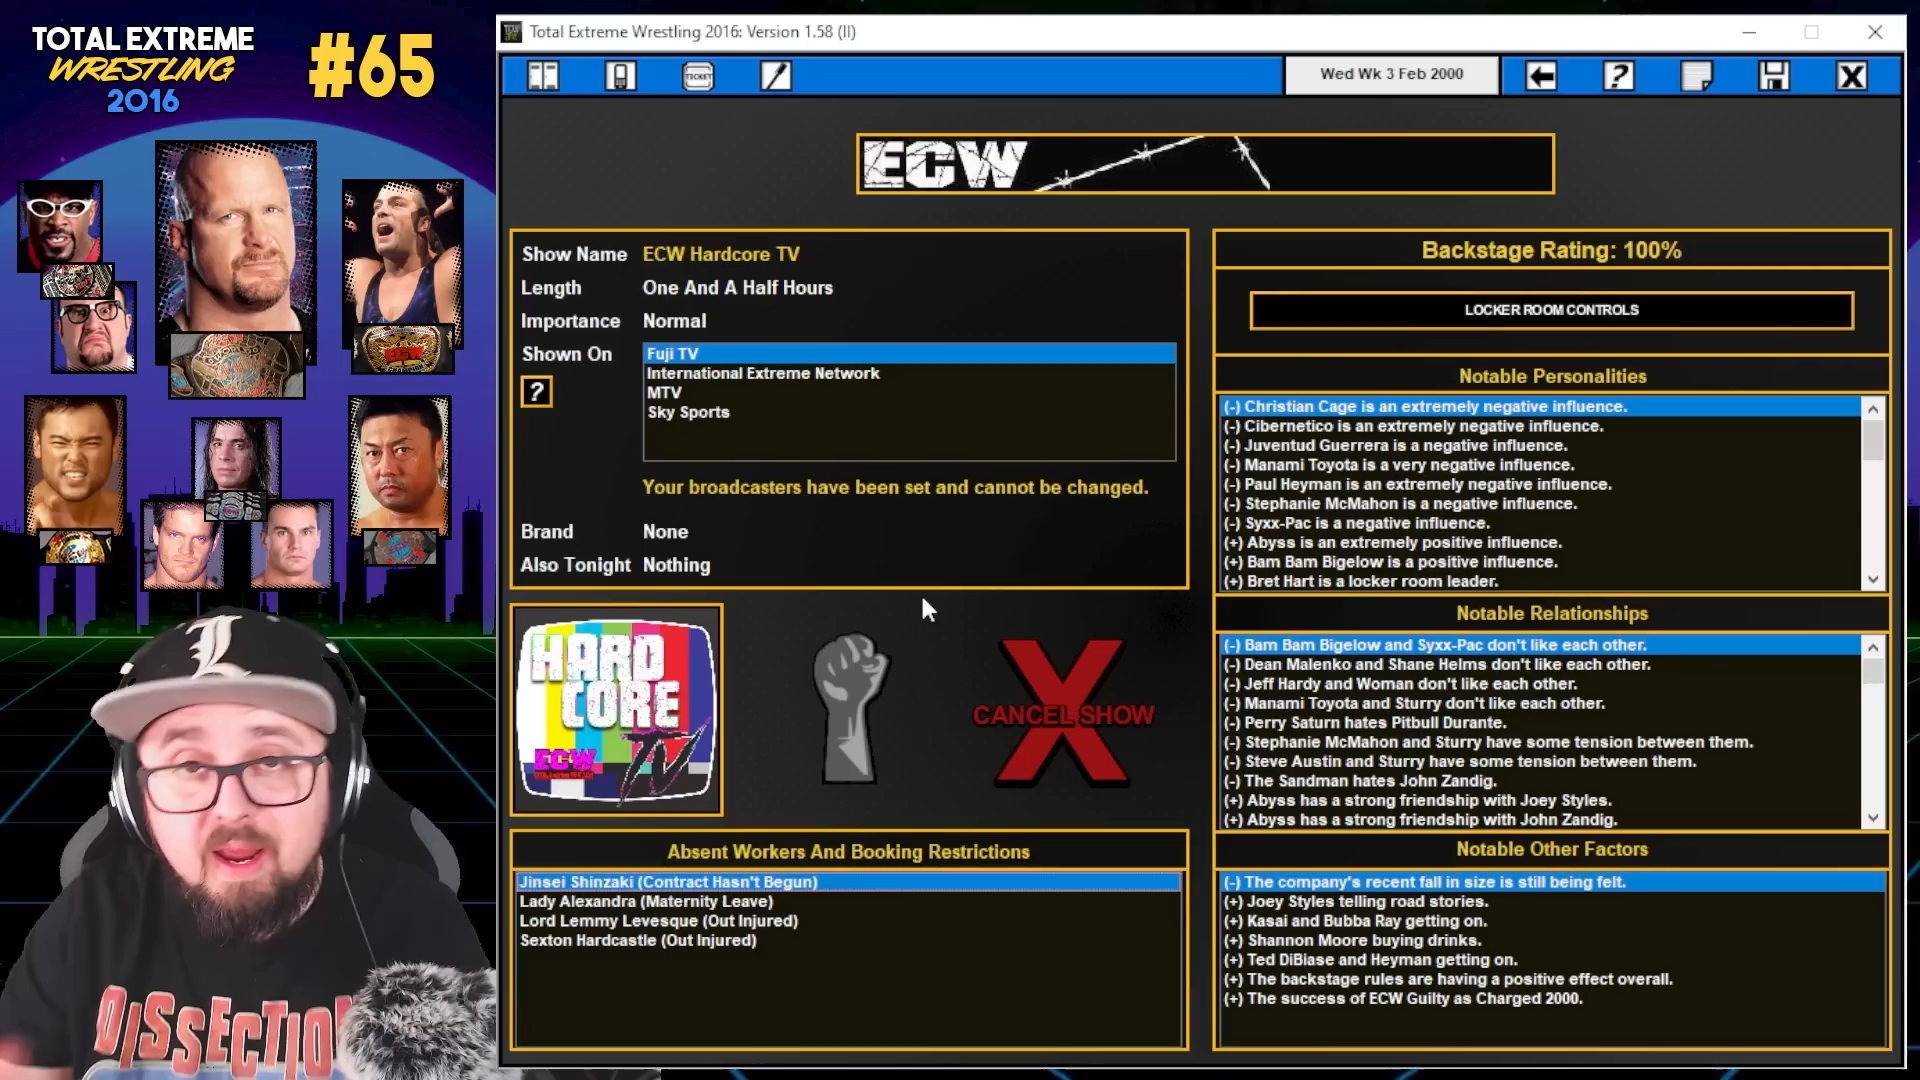 TOTAL EXTREME
WRESTLING
2016
#65
Total Extreme Wrestling 2016: Version 1.58 (II)
TICKET
Wed Wk 3 Feb 2000
?
X
ECW
Show Name ECW Hardcore TV
Length One And A Half Hours
Importance Normal
Shown On Fuji TV
International Extreme Network
MTV
Sky Sports
?
Your broadcasters have been set and cannot be changed.
Brand None
Also Tonight Nothing
HARD
CORE
TV
ECW
CANCEL SHOW
Absent Workers And Booking Restrictions
Jinsei Shinzaki (Contract Hasn't Begun)
Lady Alexandra (Maternity Leave)
Lord Lemmy Levesque (Out Injured)
Sexton Hardcastle (Out Injured)
Backstage Rating: 100%
LOCKER ROOM CONTROLS
Notable Personalities
(-) Christian Cage is an extremely negative influence.
(-) Cibernetico is an extremely negative influence.
(-) Juventud Guerrera is a negative influence.
(-) Manami Toyota is a very negative influence.
(-) Paul Heyman is an extremely negative influence.
(-) Stephanie McMahon is a negative influence.
(-) Syxx-Pac is a negative influence.
(+) Abyss is an extremely positive influence.
(+) Bam Bam Bigelow is a positive influence.
(+) Bret Hart is a locker room leader.
Notable Relationships
(-) Bam Bam Bigelow and Syxx-Pac don't like each other.
(-) Dean Malenko and Shane Helms don't like each other.
(-) Jeff Hardy and Woman don't like each other.
(-) Manami Toyota and Sturry don't like each other.
(-) Perry Saturn hates Pitbull Durante.
(-) Stephanie McMahon and Sturry have some tension between them.
(-) Steve Austin and Sturry have some tension between them.
(-) The Sandman hates John Zandig.
(+) Abyss has a strong friendship with Joey Styles.
(+) Abyss has a strong friendship with John Zandig.
Notable Other Factors
(-) The company's recent fall in size is still being felt.
(+) Joey Styles telling road stories.
(+) Kasai and Bubba Ray getting on.
(+) Shannon Moore buying drinks.
(+) Ted DiBiase and Heyman getting on.
(+) The backstage rules are having a positive effect overall.
(+) The success of ECW Guilty as Charged 2000.
L